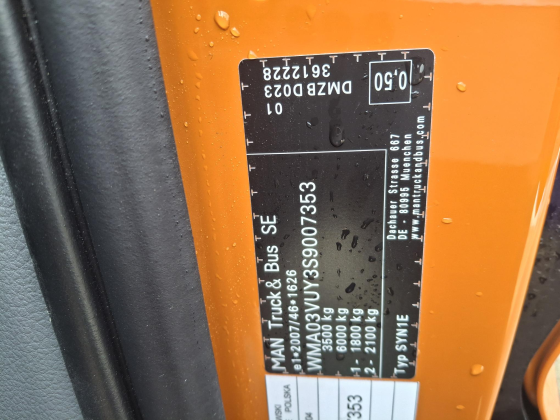 MAN Truck & Bus SE
e1*2007/46*1626
WMA03VUY3S9007353
3500 kg
6000 kg
1- 1800 kg
2- 2100 kg
Typ SYN1E
Dachauer Strasse 667
DE - 80995 Muenchen
www.mantruckandbus.com
01
DMZB D023
3612228
0,50
POLSKA
353